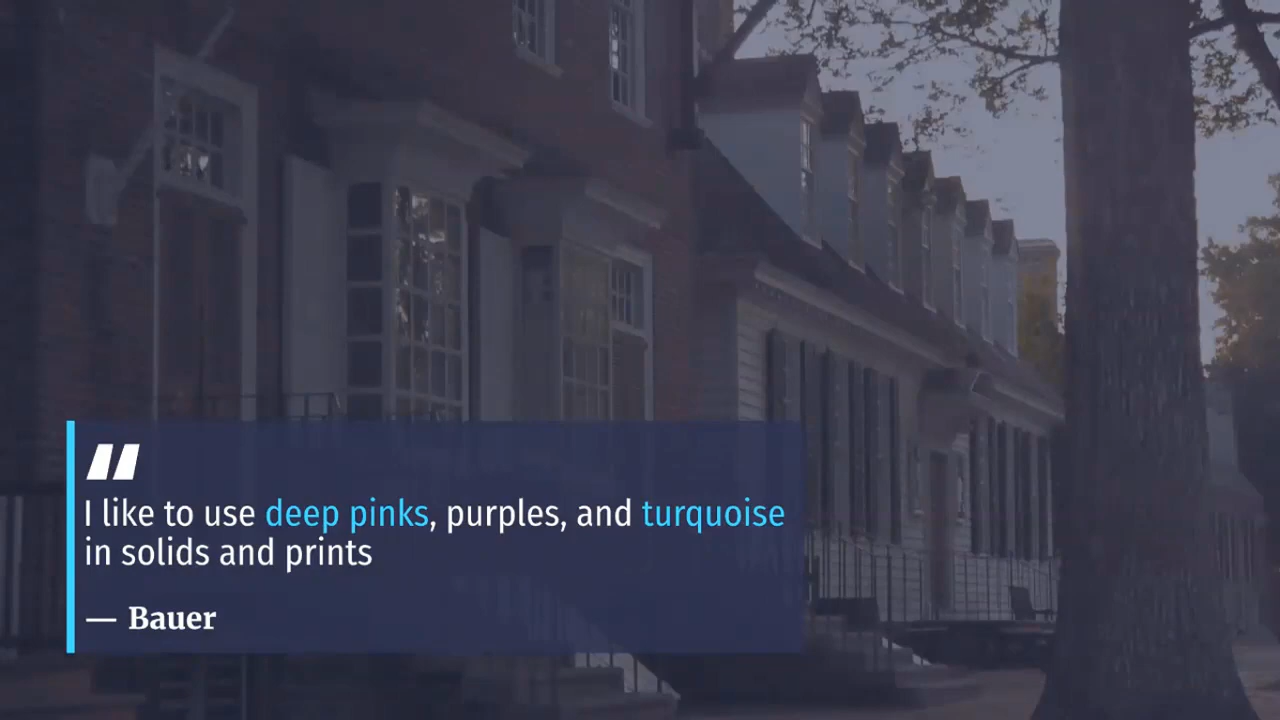 "
I like to use deep pinks, purples, and turquoise
in solids and prints
— Bauer